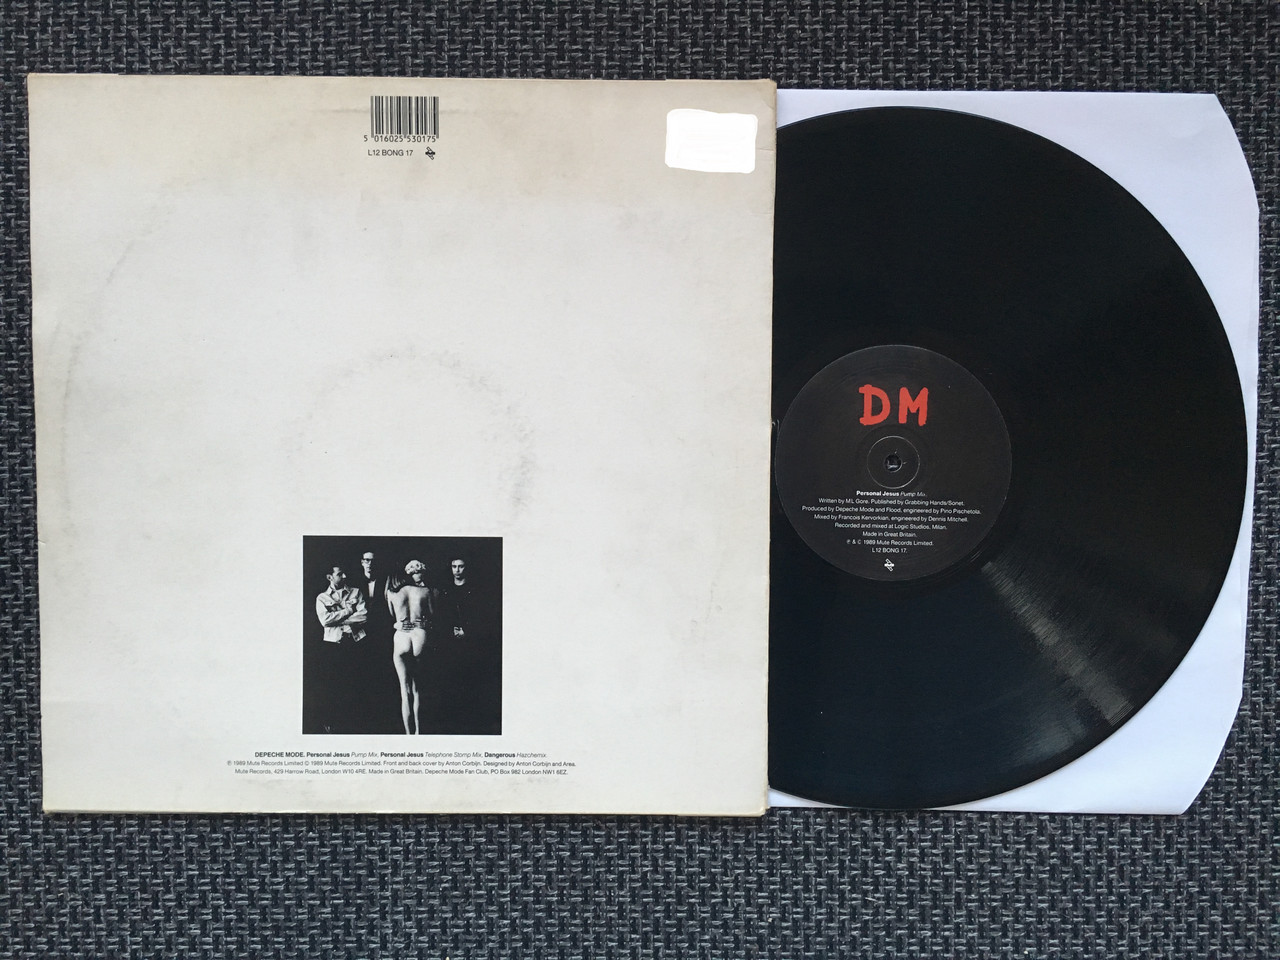 5 016025 530175
L12 BONG 17
DEPECHE MODE. Personal Jesus Pump Mix, Personal Jesus Telephone Stomp Mix, Dangerous Hazchemix.
℗ 1989 Mute Records Limited © 1989 Mute Records Limited. Front and back cover by Anton Corbijn. Designed by Anton Corbijn and Area.
Mute Records, 429 Harrow Road, London W10 4RE. Made in Great Britain. Depeche Mode Fan Club, PO Box 982 London NW1 6EZ.
DM
Personal Jesus Pump Mix.
Written by M.L Gore. Published by Grabbing Hands/Sonet.
Produced by Depeche Mode and Flood, engineered by Pino Pischetola.
Mixed by Francois Kervorkian, engineered by Dennis Mitchell.
Recorded and mixed at Logic Studios, Milan.
Made in Great Britain.
℗ & © 1989 Mute Records Limited.
L12 BONG 17.